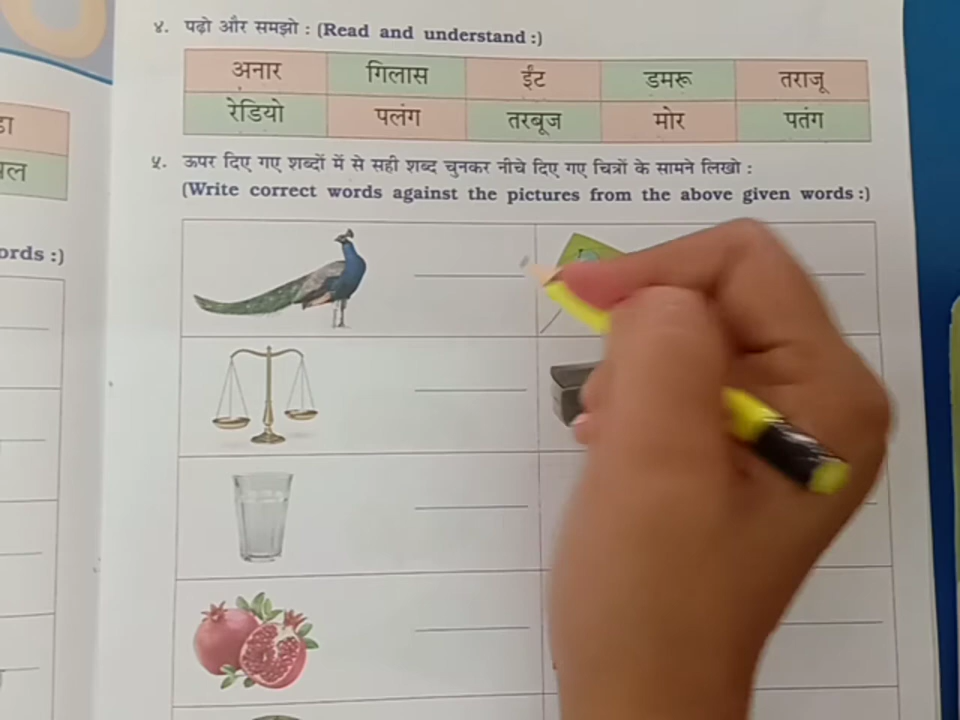 ४. पढ़ो और समझो : (Read and understand :)
अनार गिलास ईंट डमरू तराजू
रेडियो पलंग तरबूज मोर पतंग
५. ऊपर दिए गए शब्दों में से सही शब्द चुनकर नीचे दिए गए चित्रों के सामने लिखो :
(Write correct words against the pictures from the above given words :)
ords :)